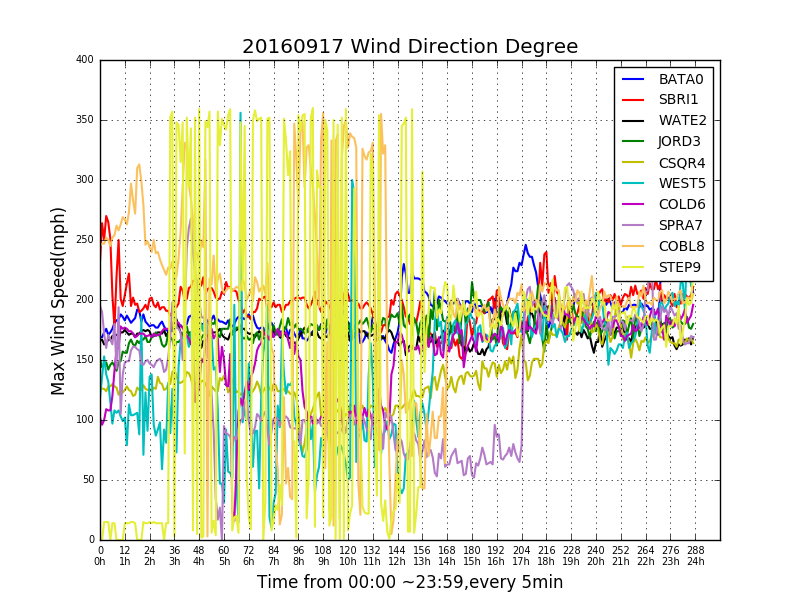 20160917 Wind Direction Degree
Max Wind Speed(mph)
400
350
300
250
200
150
100
50
0
BATA0
SBRI1
WATE2
JORD3
CSQR4
WEST5
COLD6
SPRA7
COBL8
STEP9
0 12 24 36 48 60 72 84 96 108 120 132 144 156 168 180 192 204 216 228 240 252 264 276 288
0h 1h 2h 3h 4h 5h 6h 7h 8h 9h 10h 11h 12h 13h 14h 15h 16h 17h 18h 19h 20h 21h 22h 23h 24h
Time from 00:00 ~23:59,every 5min